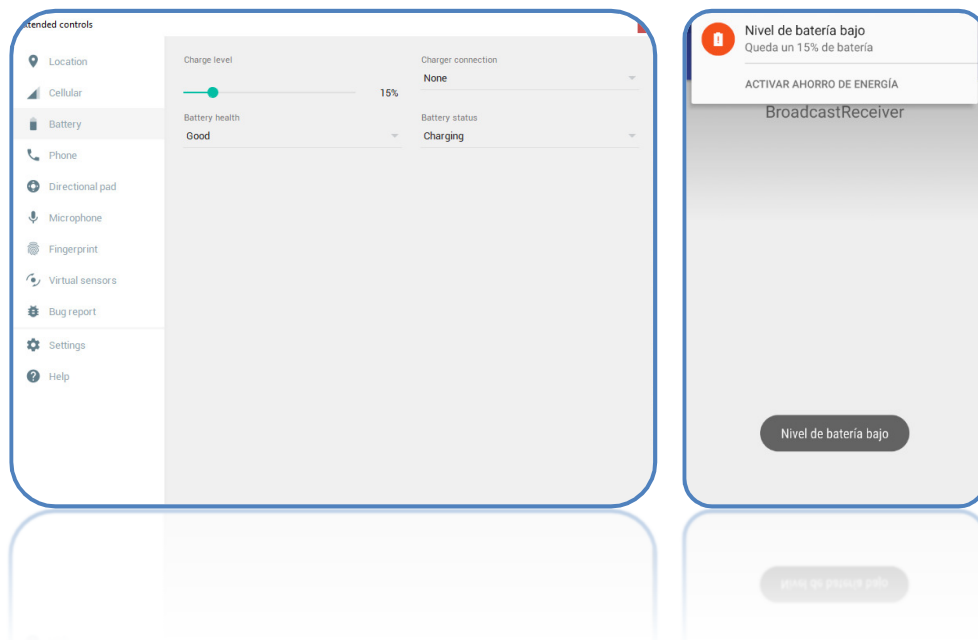 xtended controls
Location
Cellular
Battery
Phone
Directional pad
Microphone
Fingerprint
Virtual sensors
Bug report
Settings
Help
Charge level
15%
Charger connection
None
Battery health
Good
Battery status
Charging
Nivel de batería bajo
Queda un 15% de batería
ACTIVAR AHORRO DE ENERGÍA
BroadcastReceiver
Nivel de batería bajo